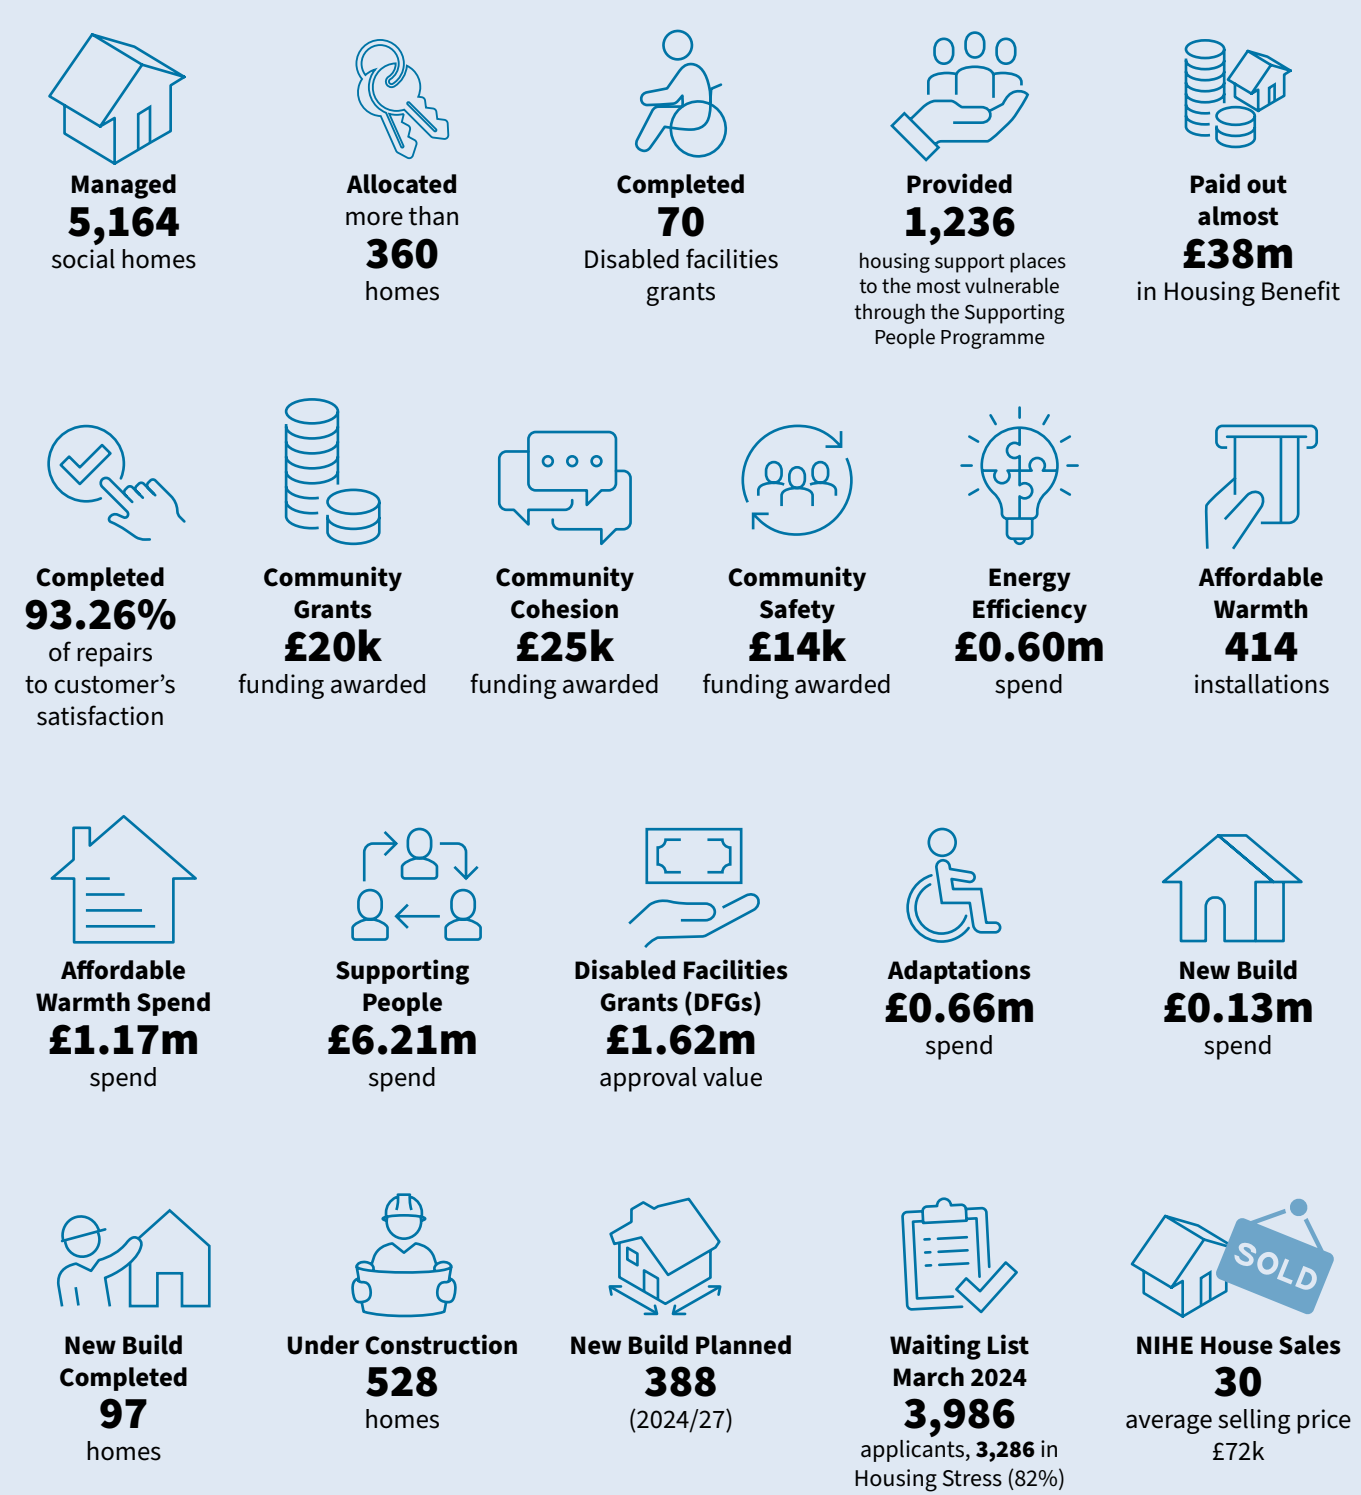 Managed
5,164
social homes
Allocated
more than
360
homes
Completed
70
Disabled facilities
grants
Provided
1,236
housing support places
to the most vulnerable
through the Supporting
People Programme
Paid out
almost
£38m
in Housing Benefit
Completed
93.26%
of repairs
to customer’s
satisfaction
Community
Grants
£20k
funding awarded
Community
Cohesion
£25k
funding awarded
Community
Safety
£14k
funding awarded
Energy
Efficiency
£0.60m
spend
Affordable
Warmth
414
installations
Affordable
Warmth Spend
£1.17m
spend
Supporting
People
£6.21m
spend
Disabled Facilities
Grants (DFGs)
£1.62m
approval value
Adaptations
£0.66m
spend
New Build
£0.13m
spend
New Build
Completed
97
homes
Under Construction
528
homes
New Build Planned
388
(2024/27)
Waiting List
March 2024
3,986
applicants, 3,286 in
Housing Stress (82%)
SOLD
NIHE House Sales
30
average selling price
£72k